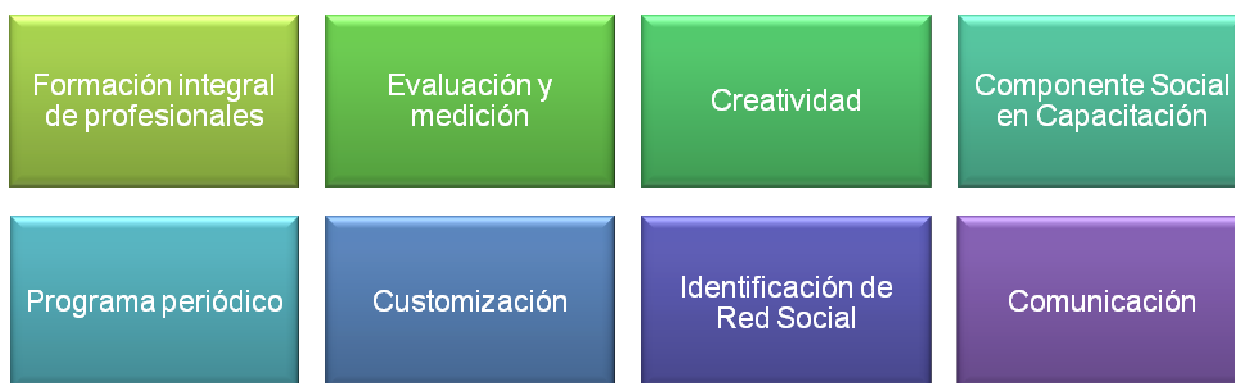 Formación integral
de profesionales
Evaluación y
medición
Creatividad
Componente Social
en Capacitación
Programa periódico
Customización
Identificación de
Red Social
Comunicación